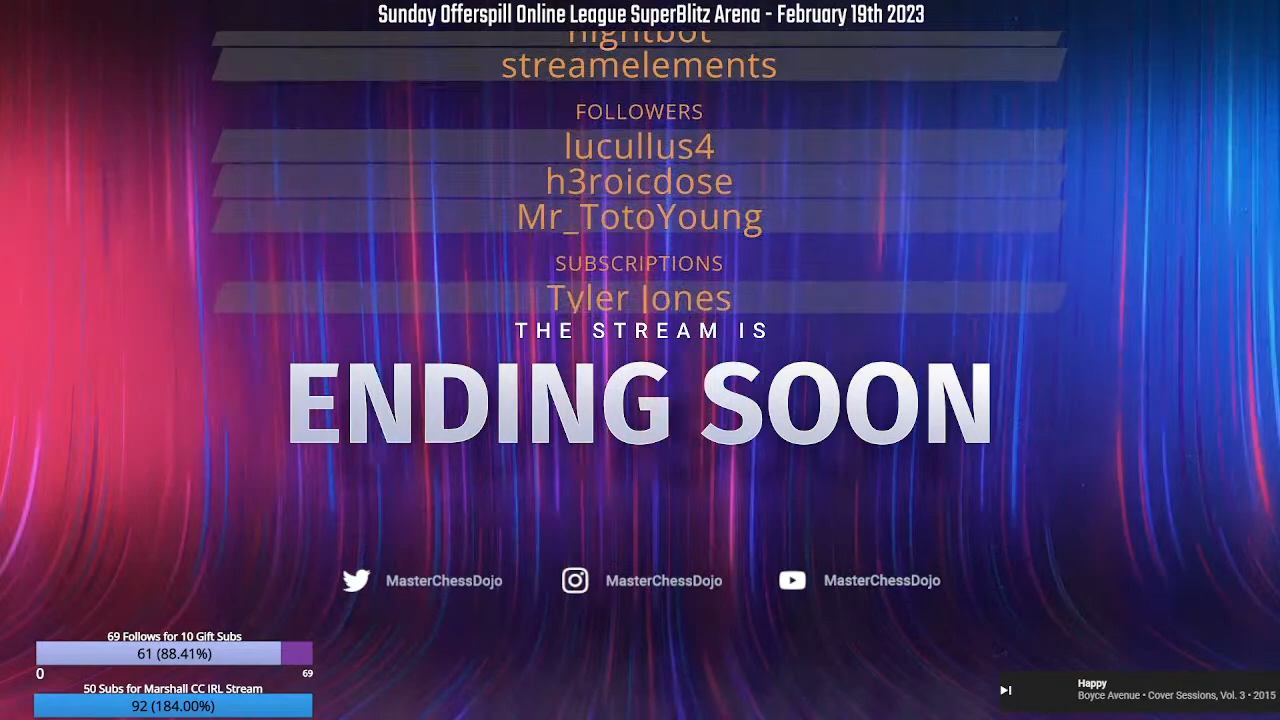 Sunday Offerspill Online League SuperBlitz Arena - February 19th 2023
nightbot
streamelements
FOLLOWERS
lucullus4
h3roicdose
Mr_TotoYoung
SUBSCRIPTIONS
Tyler Jones
THE STREAM IS
ENDING SOON
MasterChessDojo MasterChessDojo MasterChessDojo
69 Follows for 10 Gift Subs
61 (88.41%)
0 69
50 Subs for Marshall CC IRL Stream
92 (184.00%)
Happy
Boyce Avenue • Cover Sessions, Vol. 3 • 2015